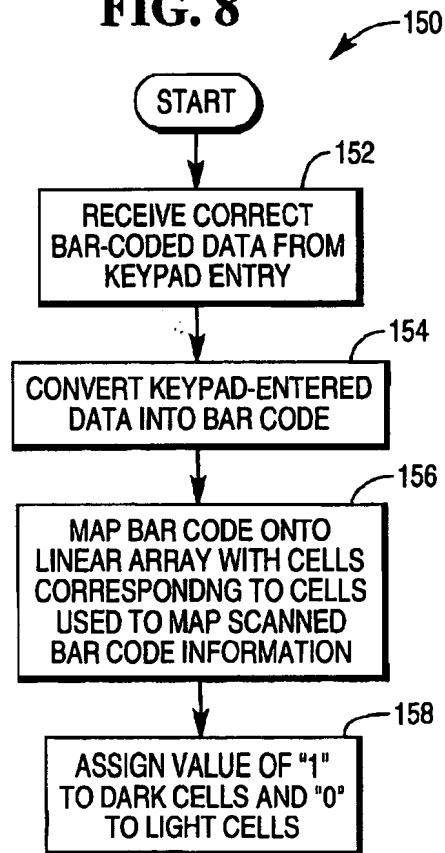 FIG. 8
150
START
152
RECEIVE CORRECT
BAR-CODED DATA FROM
KEYPAD ENTRY
154
CONVERT KEYPAD-ENTERED
DATA INTO BAR CODE
156
MAP BAR CODE ONTO
LINEAR ARRAY WITH CELLS
CORRESPONDNG TO CELLS
USED TO MAP SCANNED
BAR CODE INFORMATION
158
ASSIGN VALUE OF "1"
TO DARK CELLS AND "0"
TO LIGHT CELLS